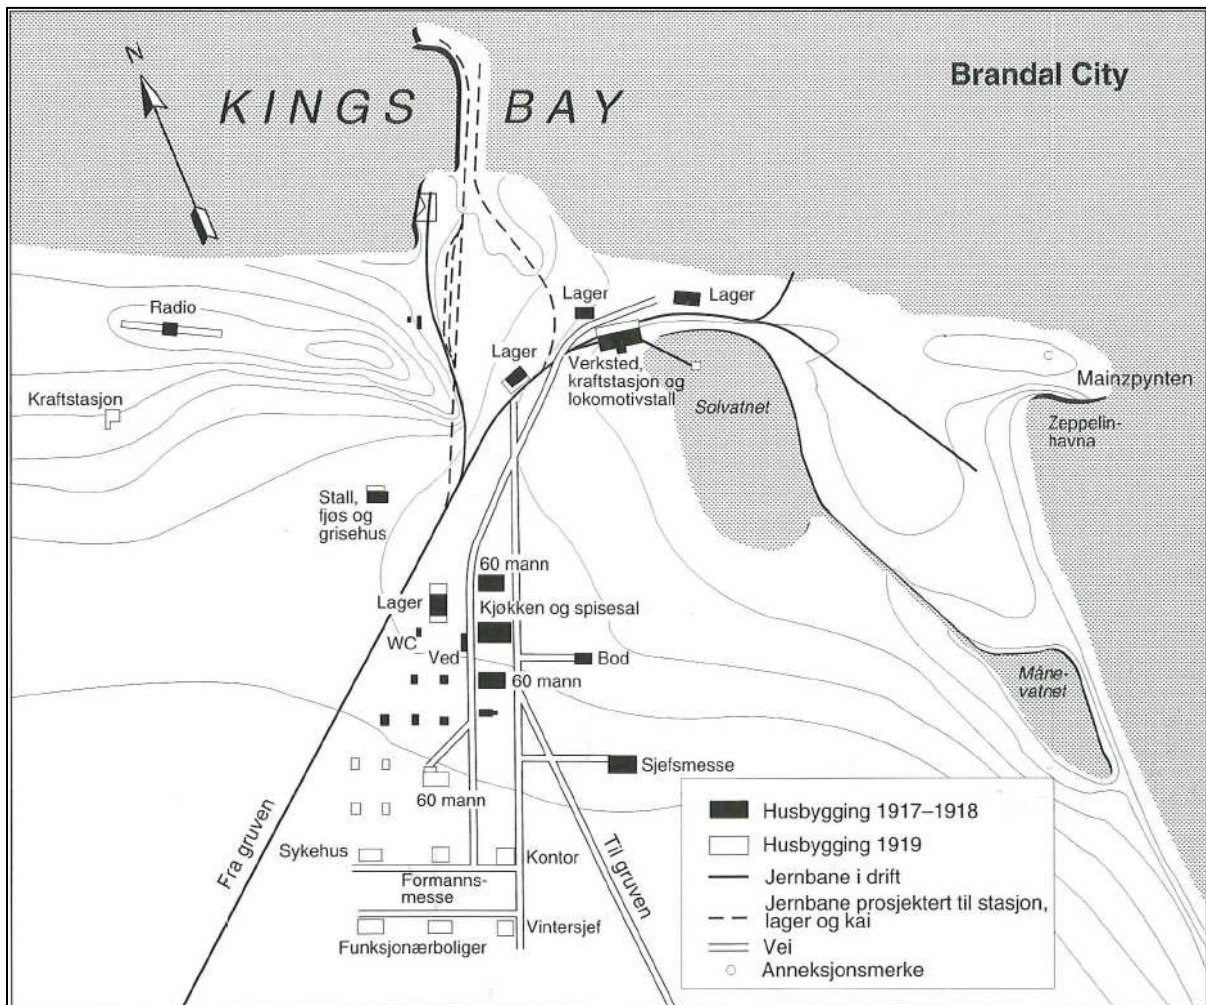 Brandal City
N
KINGS BAY
Radio
Lager
Lager
Lager
Verksted,
kraftstasjon og
lokomotivstall
Solvatnet
Mainzpynten
Zeppelin-
havna
Kraftstasjon
Stall,
fjøs og
grisehus
60 mann
Lager
Kjøkken og spisesal
WC
Ved
Bod
60 mann
Måne-
vatnet
Sjefsmesse
60 mann
Sykehus
Kontor
Formanns-
messe
Funksjonærboliger
Vintersjef
Fra gruven
Til gruven
Husbygging 1917–1918
Husbygging 1919
Jernbane i drift
Jernbane prosjektert til stasjon,
lager og kai
Vei
Anneksjonsmerke